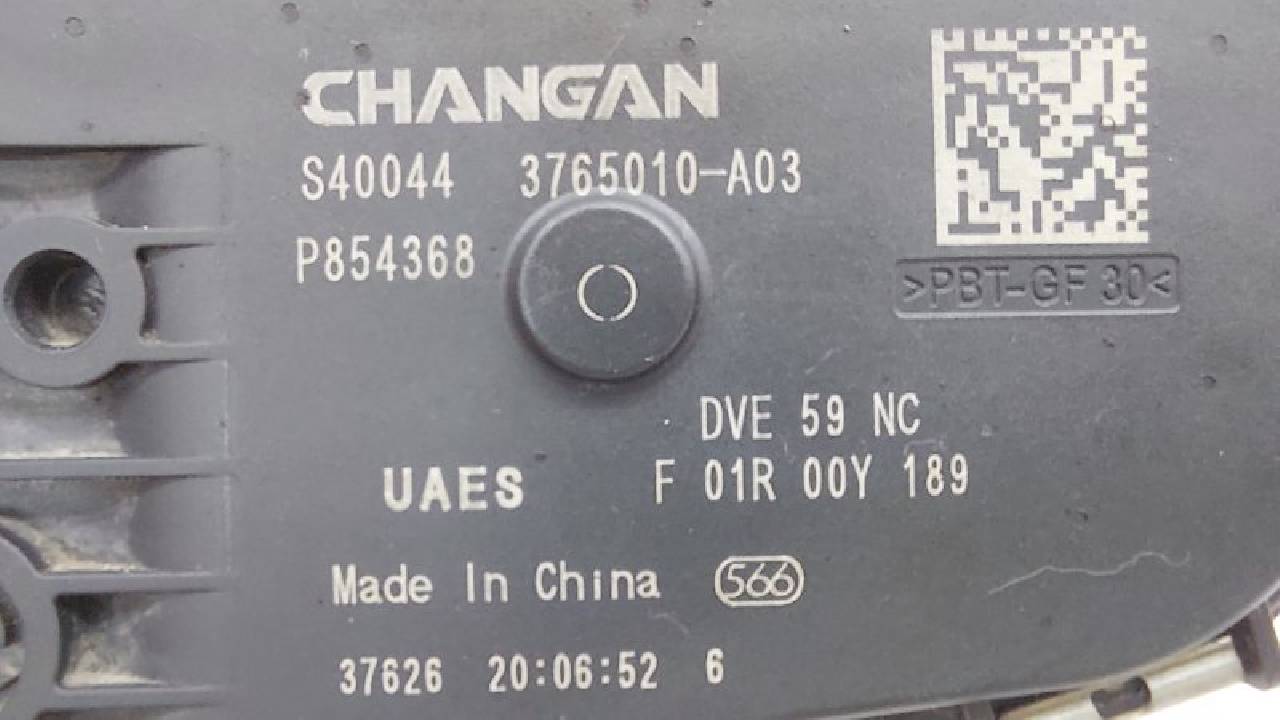 CHANGAN
S40044 3765010-A03
P854368
>PBT-GF 30<
DVE 59 NC
UAES F 01R 00Y 189
Made In China 566
37626 20:06:52 6